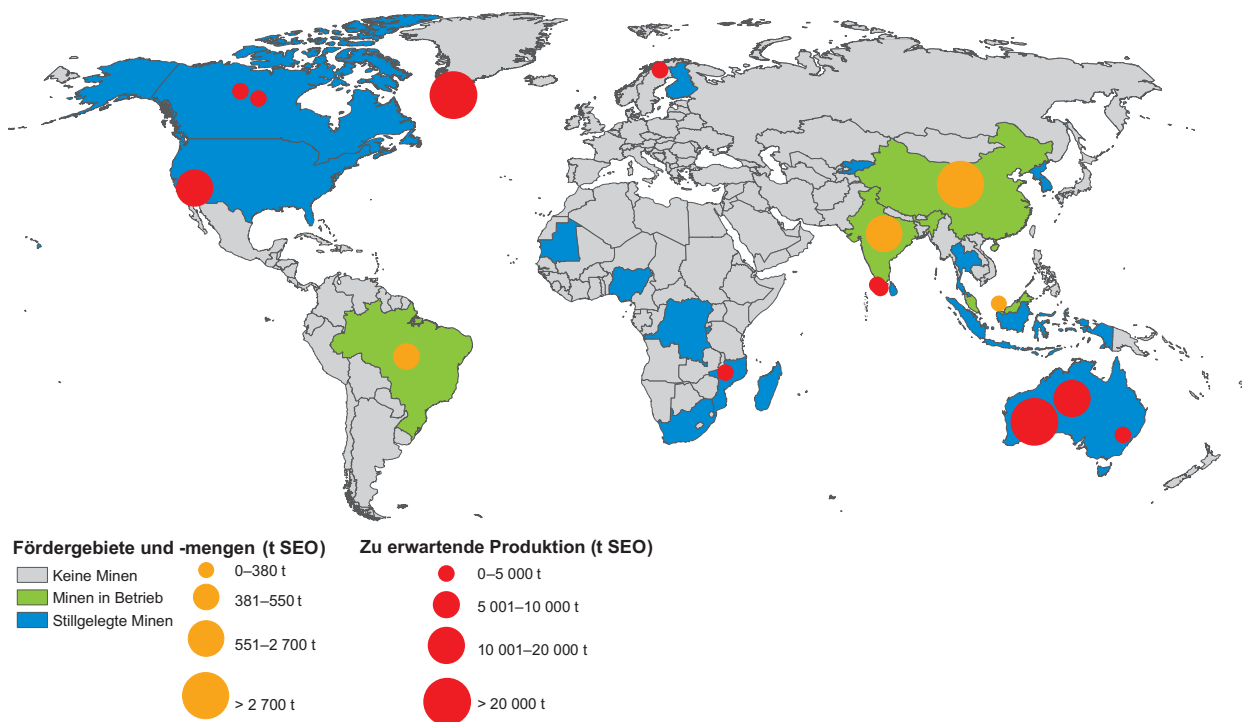 Fördergebiete und -mengen (t SEO)
Keine Minen
Minen in Betrieb
Stillgelegte Minen
0–380 t
381–550 t
551–2 700 t
> 2 700 t
Zu erwartende Produktion (t SEO)
0–5 000 t
5 001–10 000 t
10 001–20 000 t
> 20 000 t